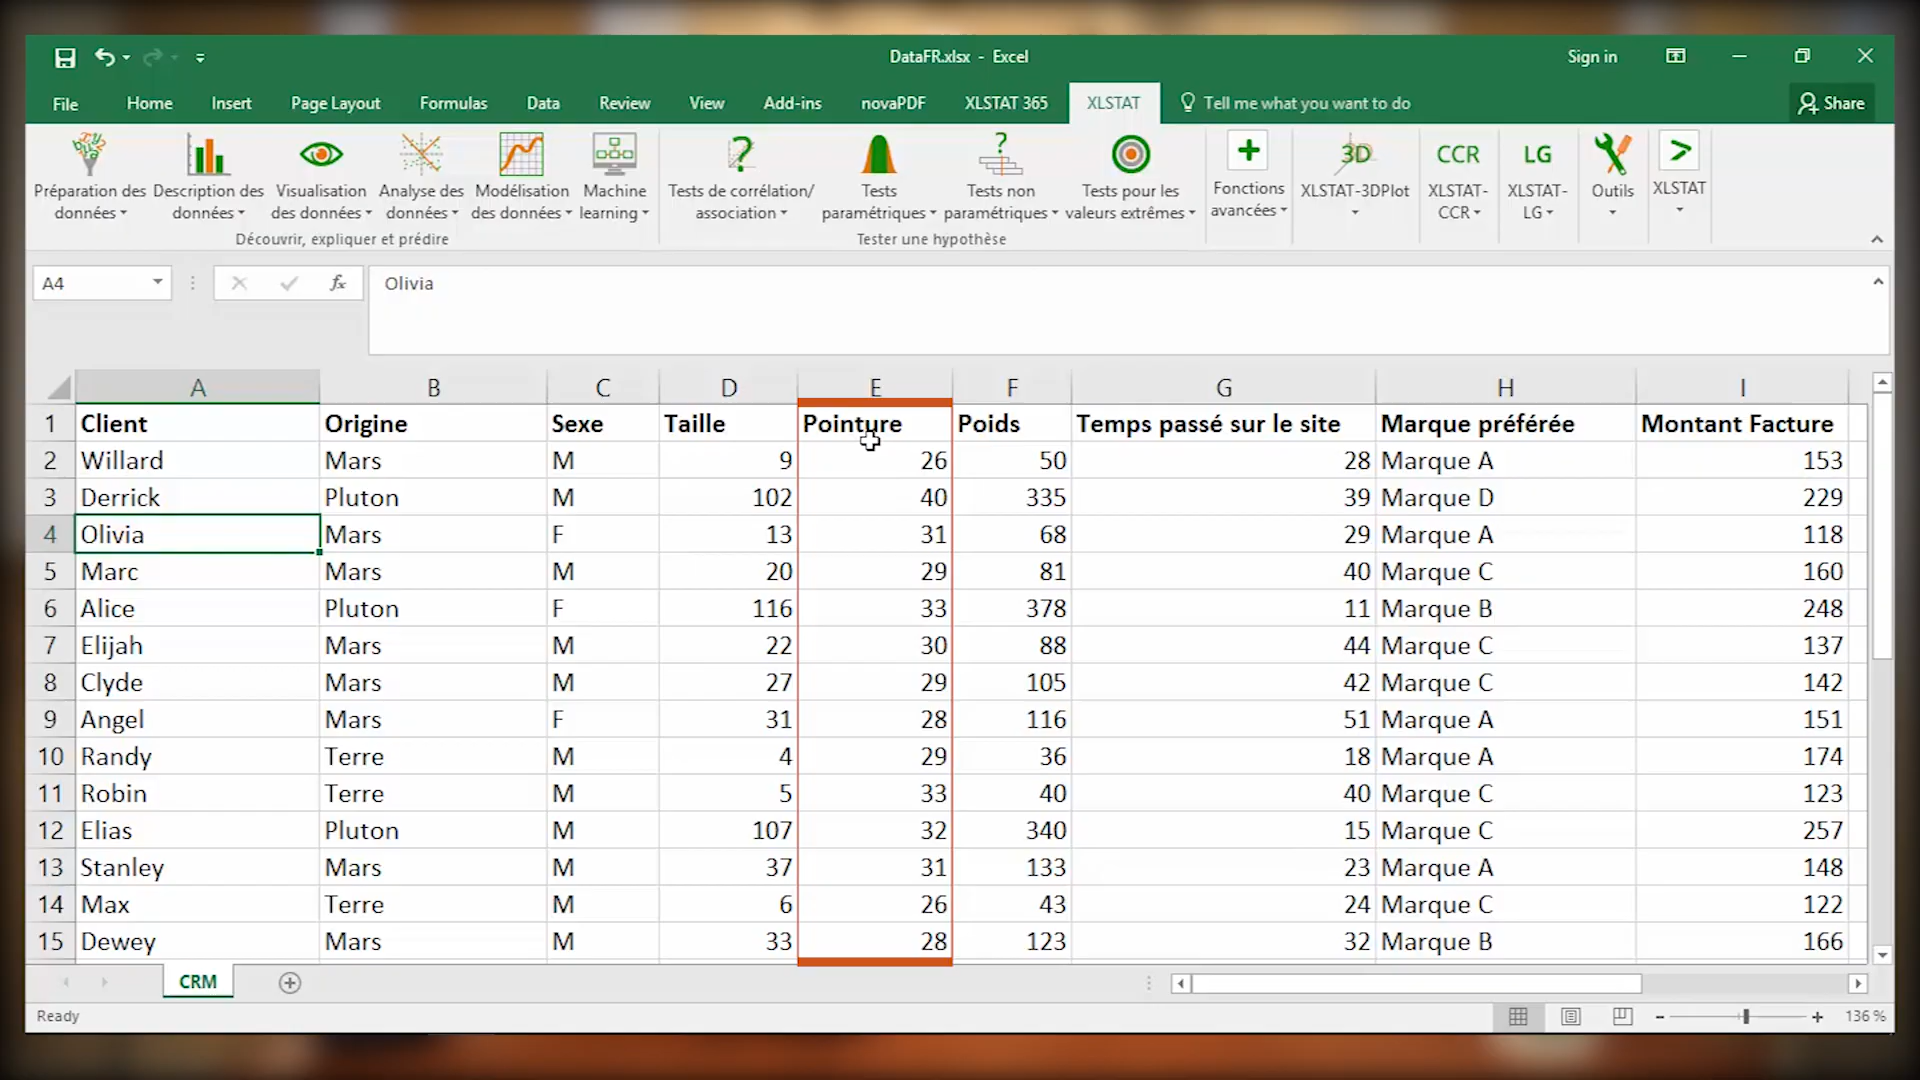 DataFR.xlsx - Excel
Sign in
File Home Insert Page Layout Formulas Data Review View Add-ins novaPDF XLSTAT 365 XLSTAT Tell me what you want to do Share
Préparation des données
Description des données
Visualisation des données
Analyse des données
Modélisation des données
Machine learning
Tests de corrélation/ association
Tests paramétriques
Tests non paramétriques
Tests pour les valeurs extrêmes
Fonctions avancées
3D XLSTAT-3DPlot
CCR XLSTAT-CCR
LG XLSTAT-LG
Outils
XLSTAT
Découvrir, expliquer et prédire
Tester une hypothèse
A4 fx Olivia
A B C D E F G H I
1 Client Origine Sexe Taille Pointure Poids Temps passé sur le site Marque préférée Montant Facture
2 Willard Mars M 9 26 50 28 Marque A 153
3 Derrick Pluton M 102 40 335 39 Marque D 229
4 Olivia Mars F 13 31 68 29 Marque A 118
5 Marc Mars M 20 29 81 40 Marque C 160
6 Alice Pluton F 116 33 378 11 Marque B 248
7 Elijah Mars M 22 30 88 44 Marque C 137
8 Clyde Mars M 27 29 105 42 Marque C 142
9 Angel Mars F 31 28 116 51 Marque A 151
10 Randy Terre M 4 29 36 18 Marque A 174
11 Robin Terre M 5 33 40 40 Marque C 123
12 Elias Pluton M 107 32 340 15 Marque C 257
13 Stanley Mars M 37 31 133 23 Marque A 148
14 Max Terre M 6 26 43 24 Marque C 122
15 Dewey Mars M 33 28 123 32 Marque B 166
CRM
Ready
136 %